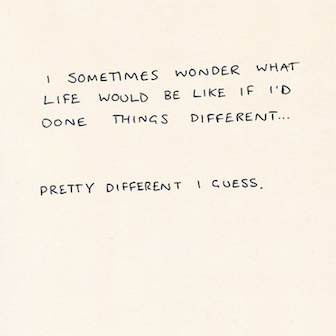 I SOMETIMES WONDER WHAT
LIFE WOULD BE LIKE IF I'D
DONE THINGS DIFFERENT...
PRETTY DIFFERENT I GUESS.